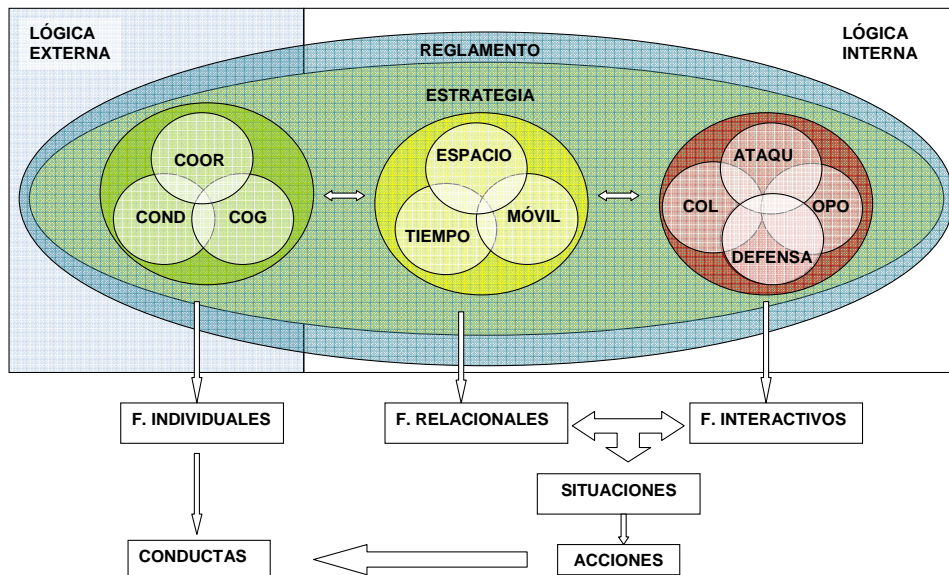 LÓGICA
EXTERNA
LÓGICA
INTERNA
REGLAMENTO
ESTRATEGIA
COOR
COND
COG
ESPACIO
TIEMPO
MÓVIL
ATAQU
COL
OPO
DEFENSA
F. INDIVIDUALES
F. RELACIONALES
F. INTERACTIVOS
SITUACIONES
CONDUCTAS
ACCIONES